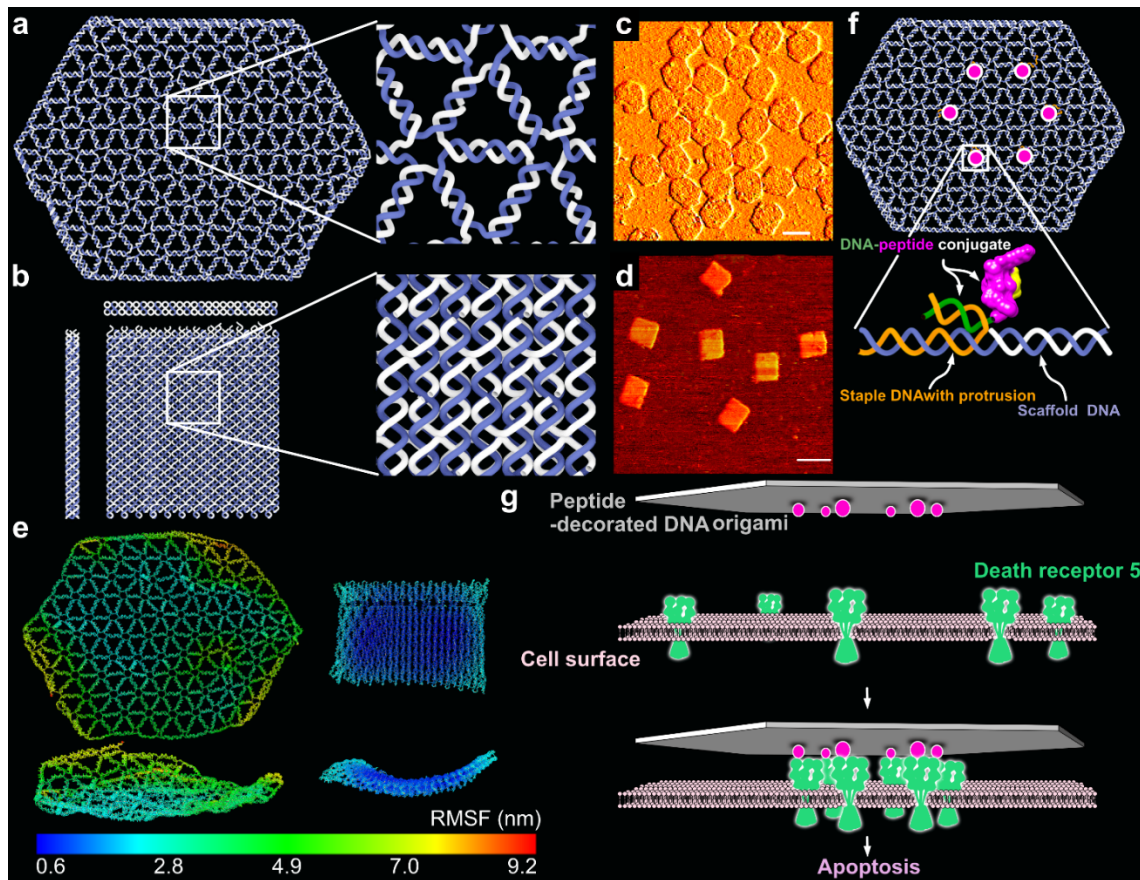 a
b
c
d
e
RMSF (nm)
0.6 2.8 4.9 7.0 9.2
f
DNA-peptide conjugate
Staple DNAwith protrusion
Scaffold DNA
g
Peptide
-decorated DNA origami
Death receptor 5
Cell surface
Apoptosis